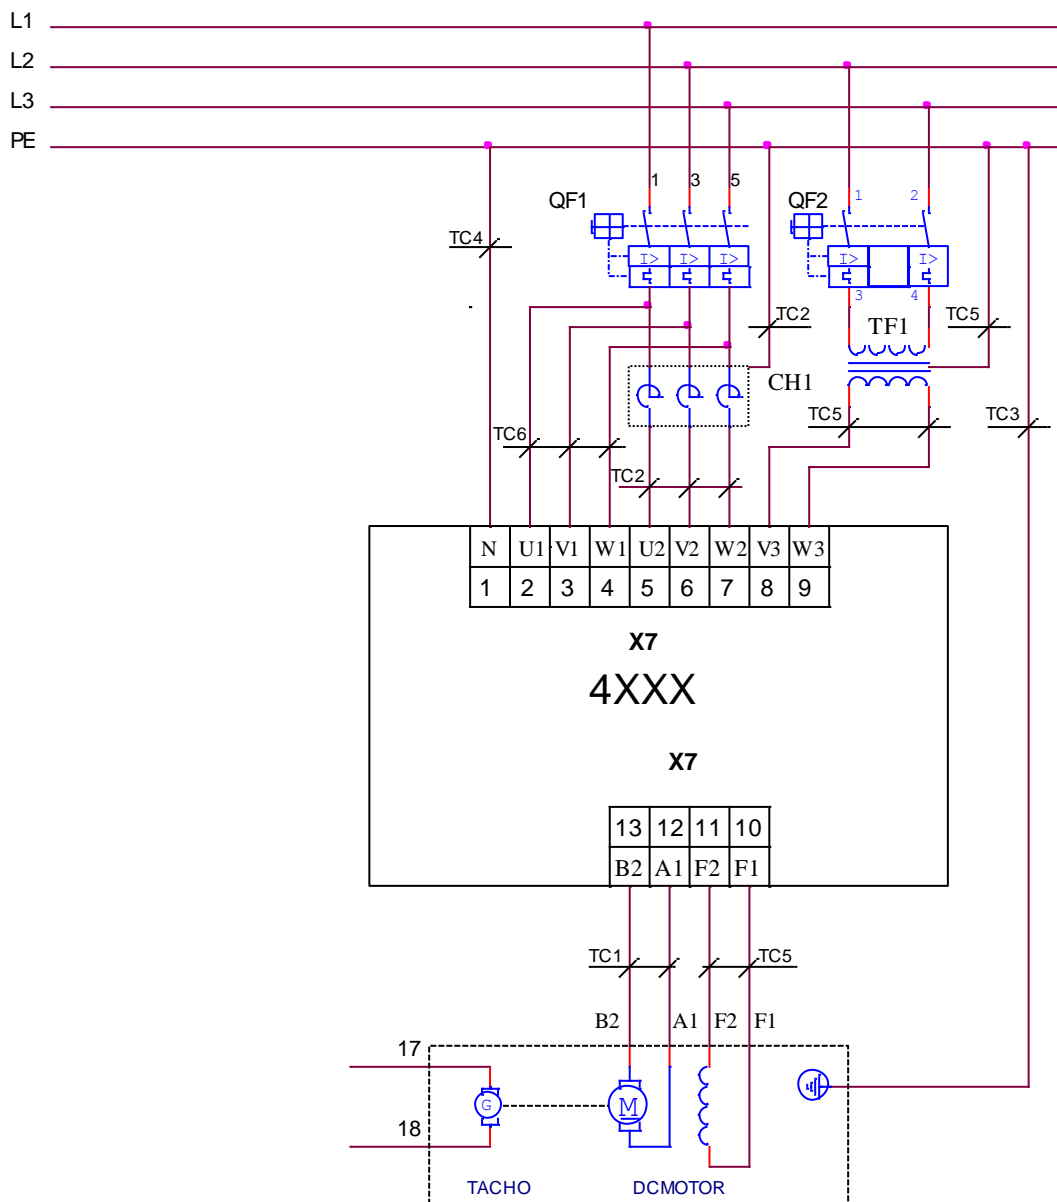 L1
L2
L3
PE
1 3 5
QF1
1 2
QF2
TC4
I> I> I>
I> I>
3 4
TC2
TF1
TC5
CH1
TC6
TC5
TC3
TC2
N U1 V1 W1 U2 V2 W2 V3 W3
1 2 3 4 5 6 7 8 9
X7
4XXX
X7
13 12 11 10
B2 A1 F2 F1
TC1
TC5
B2 A1 F2 F1
17
G
M
18
TACHO
DCMOTOR